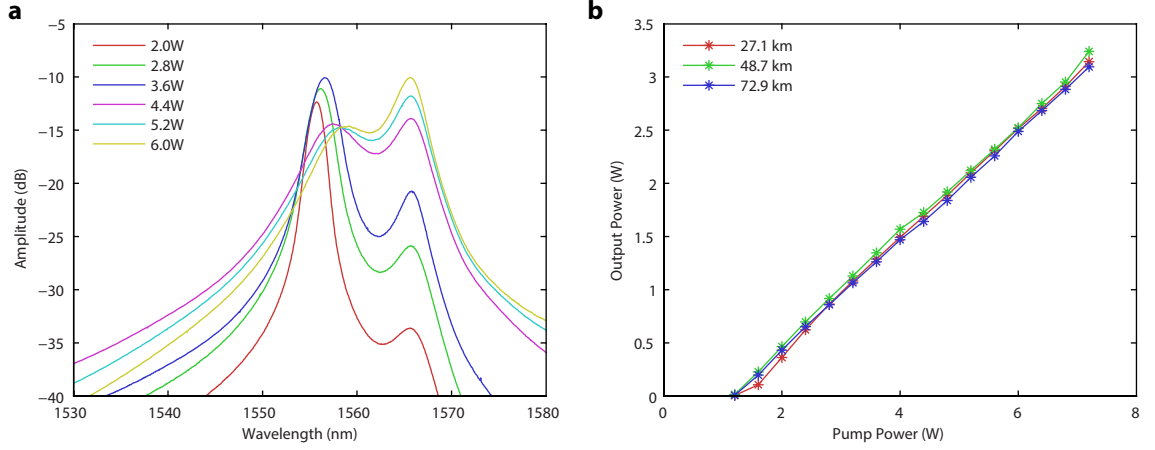 a
−5
−10
−15
−20
−25
−30
−35
−40
Amplitude (dB)
2.0W
2.8W
3.6W
4.4W
5.2W
6.0W
1530 1540 1550 1560 1570 1580
Wavelength (nm)
b
3.5
3
2.5
2
1.5
1
0.5
0
Output Power (W)
27.1 km
48.7 km
72.9 km
0 2 4 6 8
Pump Power (W)